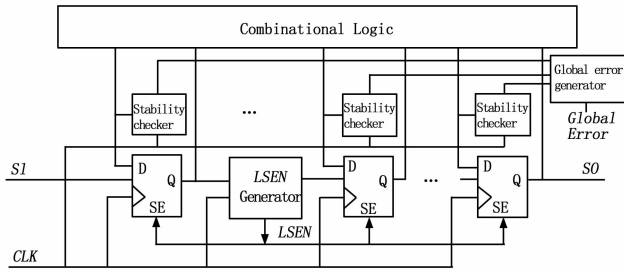 Combinational Logic
Global error
generator
Stability
checker
...
Stability
checker
Stability
checker
Global
Error
D
Q
SE
LSEN
Generator
D
Q
SE
...
D
Q
SE
SI
SO
LSEN
CLK